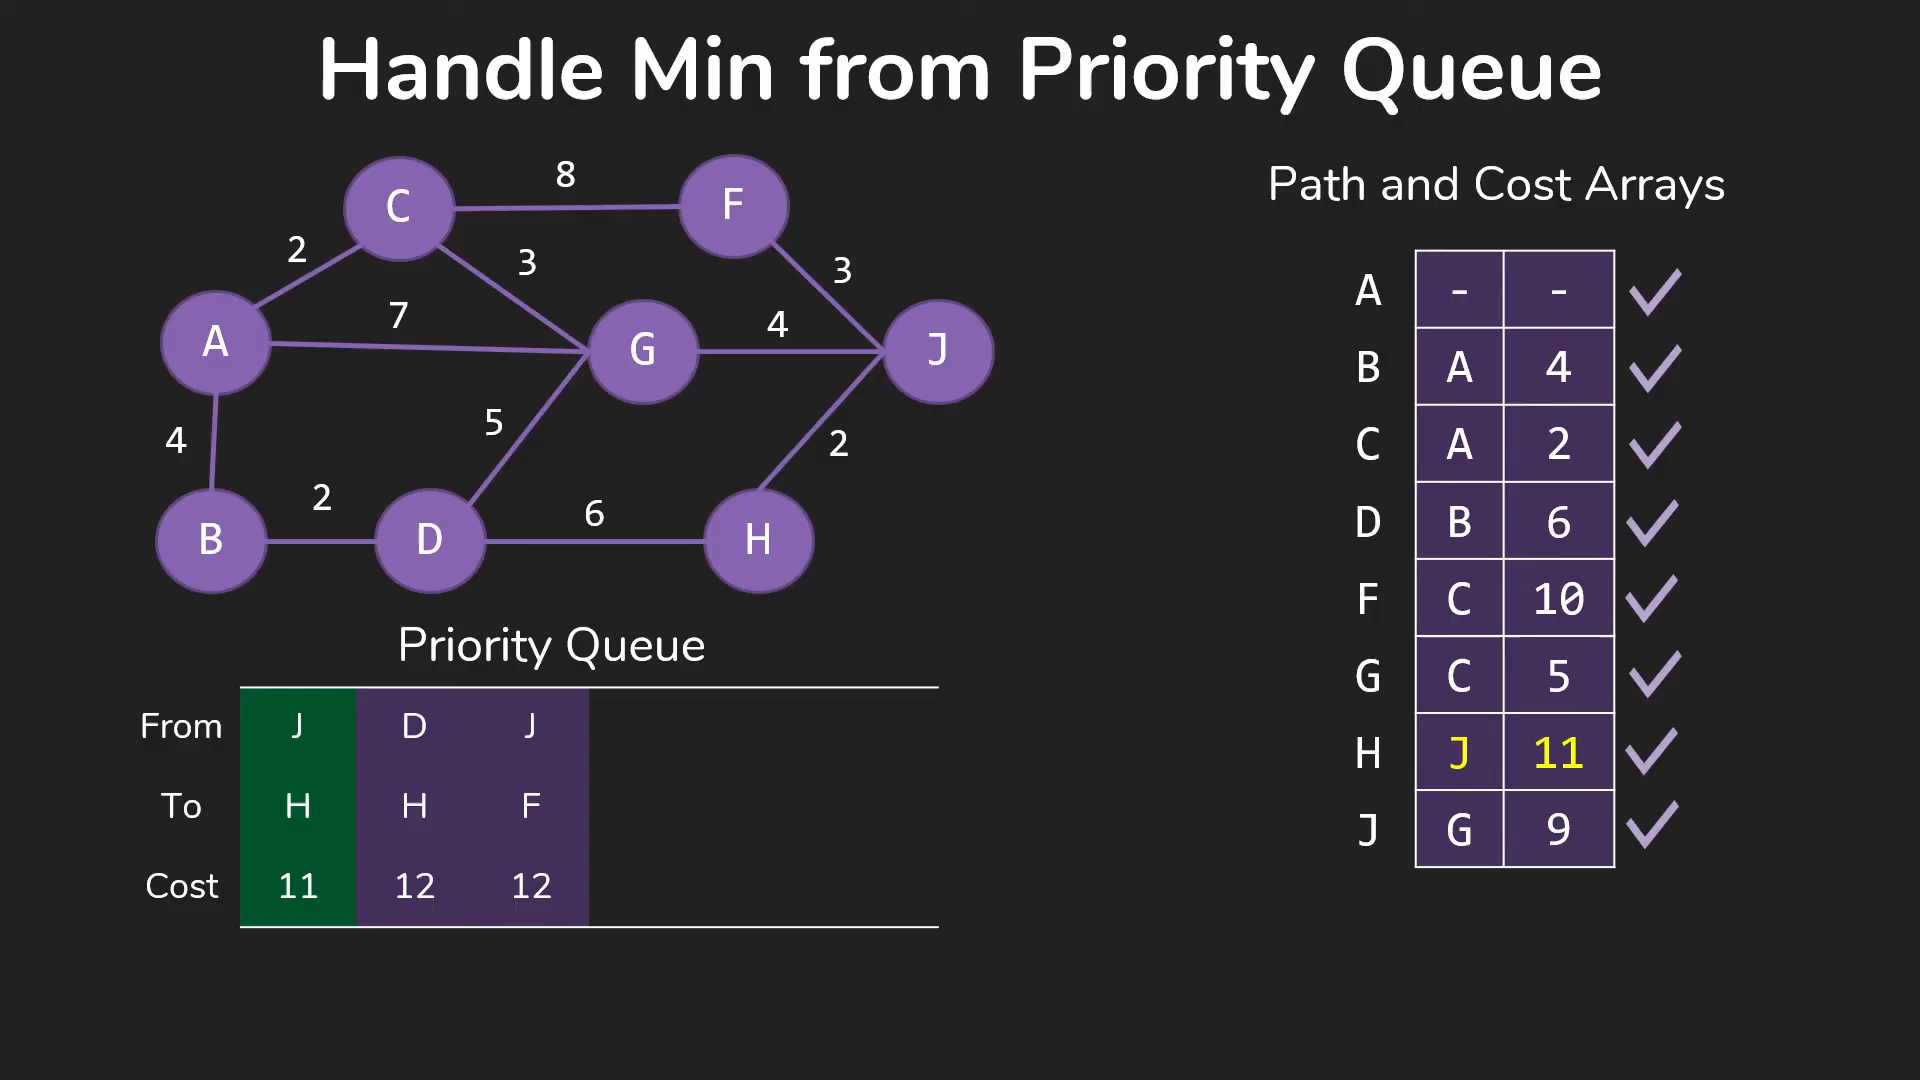 Handle Min from Priority Queue
Path and Cost Arrays
C 8 F
2 3 3
A 7 G 4 J
4 5 2
B 2 D 6 H
Priority Queue
From J D J
To H H F
Cost 11 12 12
A - -
B A 4
C A 2
D B 6
F C 10
G C 5
H J 11
J G 9